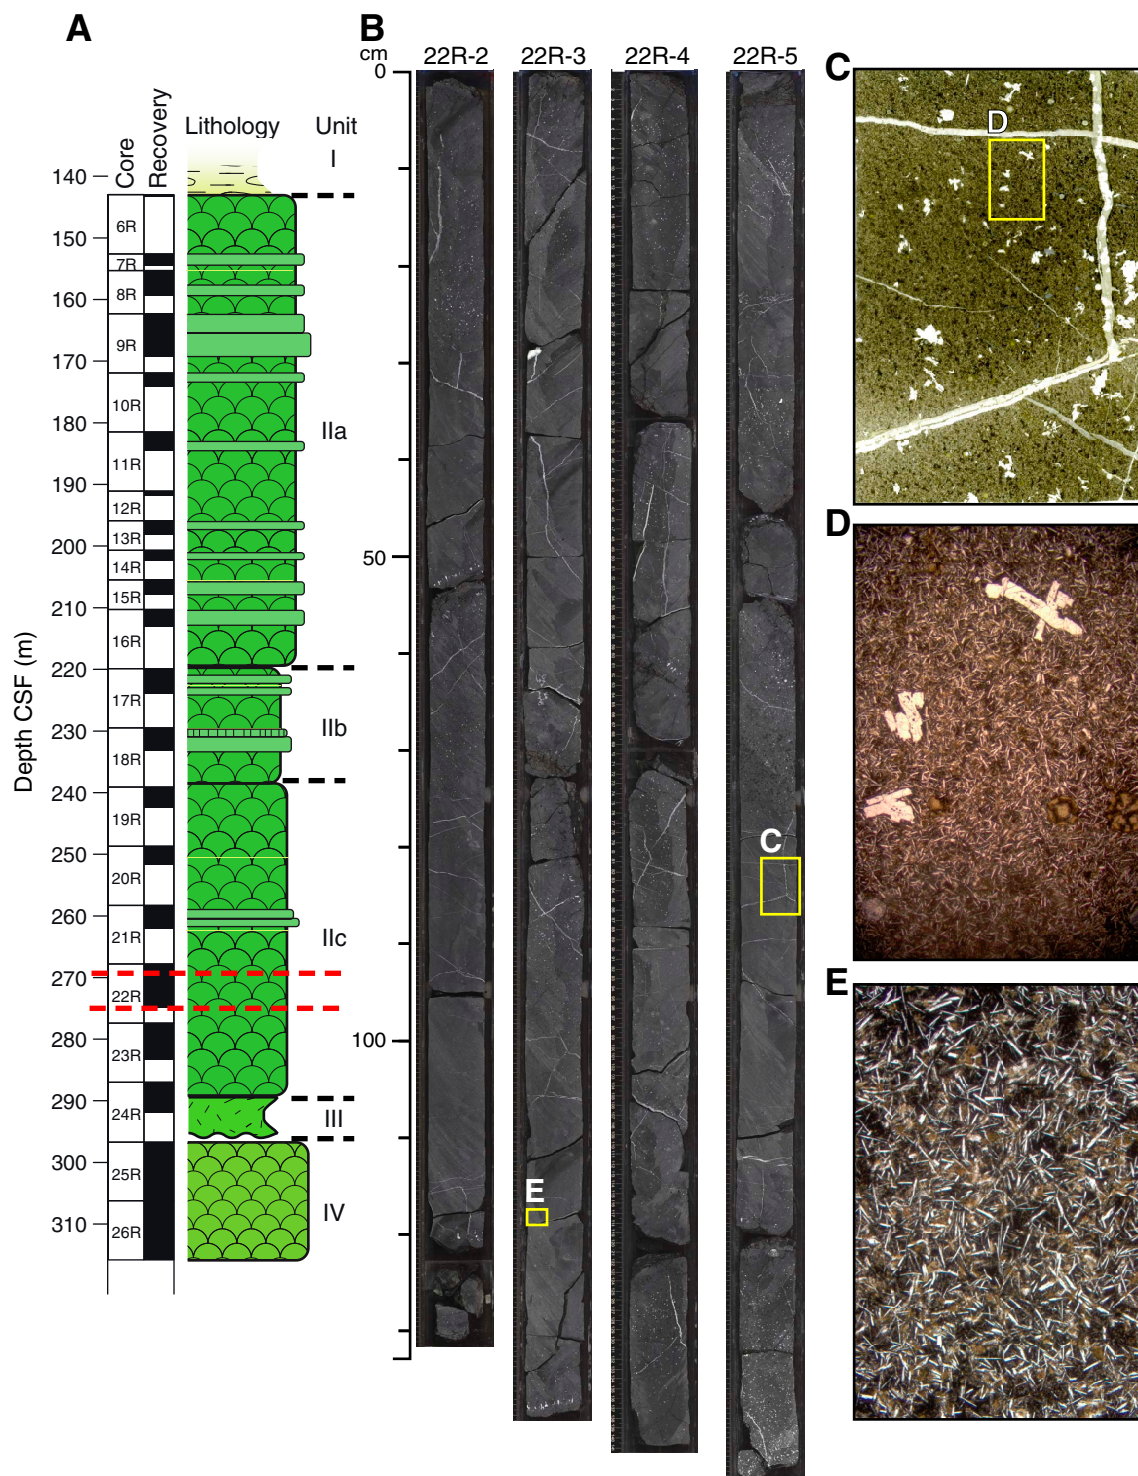 A
B
cm
22R-2
22R-3
22R-4
22R-5
C
D
E
0
50
100
Core
Recovery
Lithology
Unit
Depth CSF (m)
140
150
160
170
180
190
200
210
220
230
240
250
260
270
280
290
300
310
6R
7R
8R
9R
10R
11R
12R
13R
14R
15R
16R
17R
18R
19R
20R
21R
22R
23R
24R
25R
26R
I
IIa
IIb
IIc
III
IV
E
C
D